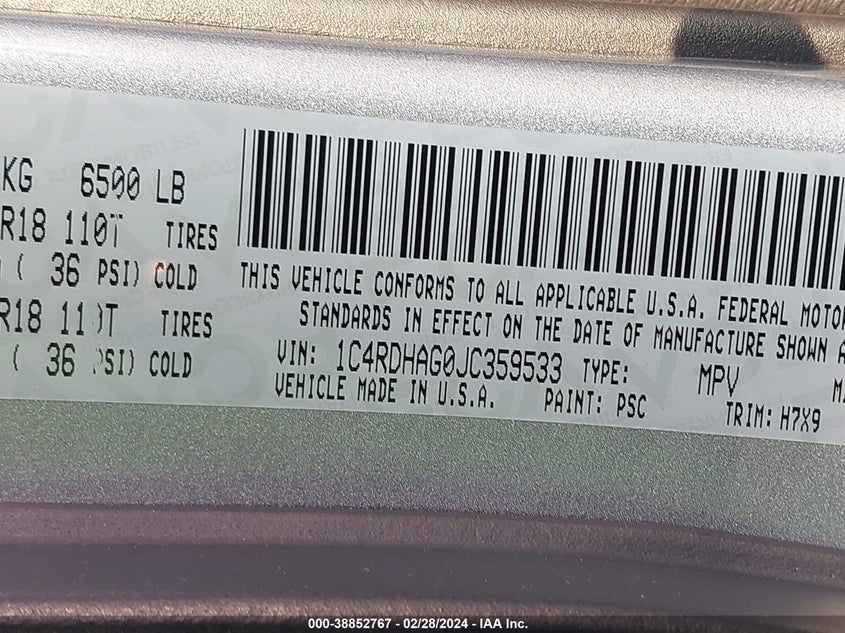 KG 6500 LB
R18 110T TIRES
( 36 PSI) COLD
R18 110T TIRES
( 36 PSI) COLD
THIS VEHICLE CONFORMS TO ALL APPLICABLE U.S.A. FEDERAL MOTOR
STANDARDS IN EFFECT ON THE DATE OF MANUFACTURE SHOWN A
VIN: 1C4RDHAG0JC359533 TYPE: MPV
VEHICLE MADE IN U.S.A. PAINT: PSC TRIM: H7X9
000-38852767 - 02/28/2024 - IAA Inc.